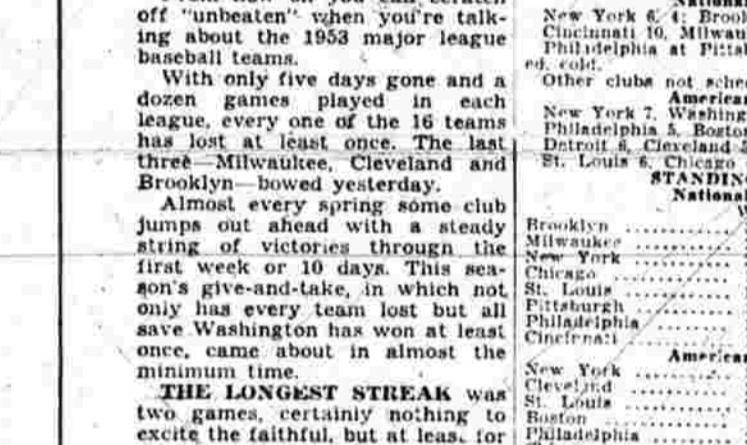 off "unbeaten" when you're talk-
ing about the 1953 major league
baseball teams.
With only five days gone and a
dozen games played in each
league, every one of the 16 teams
has lost at least once. The last
three—Milwaukee, Cleveland and
Brooklyn—bowed yesterday.
Almost every spring some club
jumps out ahead with a steady
string of victories through the
first week or 10 days. This sea-
son's give-and-take, in which not
only has every team lost but all
save Washington has won at least
once, came about in almost the
minimum time.
THE LONGEST STREAK was
two games, certainly nothing to
excite the faithful, but at least for
National
New York 6, 4; Brook
Cincinnati 10, Milwau
Philadelphia at Pitts
ed, cold.
Other clubs not sche
American
New York 7, Washing
Philadelphia 5, Boston
Detroit 6, Cleveland 5
St. Louis 6, Chicago
STANDIN
National
W
Brooklyn ..........
Milwaukee ..........
New York ..........
Chicago ..........
St. Louis ..........
Pittsburgh ..........
Philadelphia ..........
Cincinnati ..........
American
New York ..........
Cleveland ..........
St. Louis ..........
Boston ..........
Philadelphia ..........